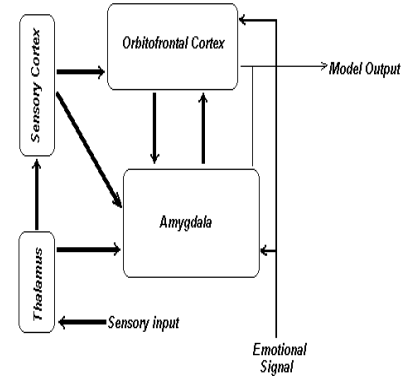 Orbitofrontal Cortex
Sensory Cortex
Model Output
Amygdala
Thalamus
Sensory input
Emotional
Signal